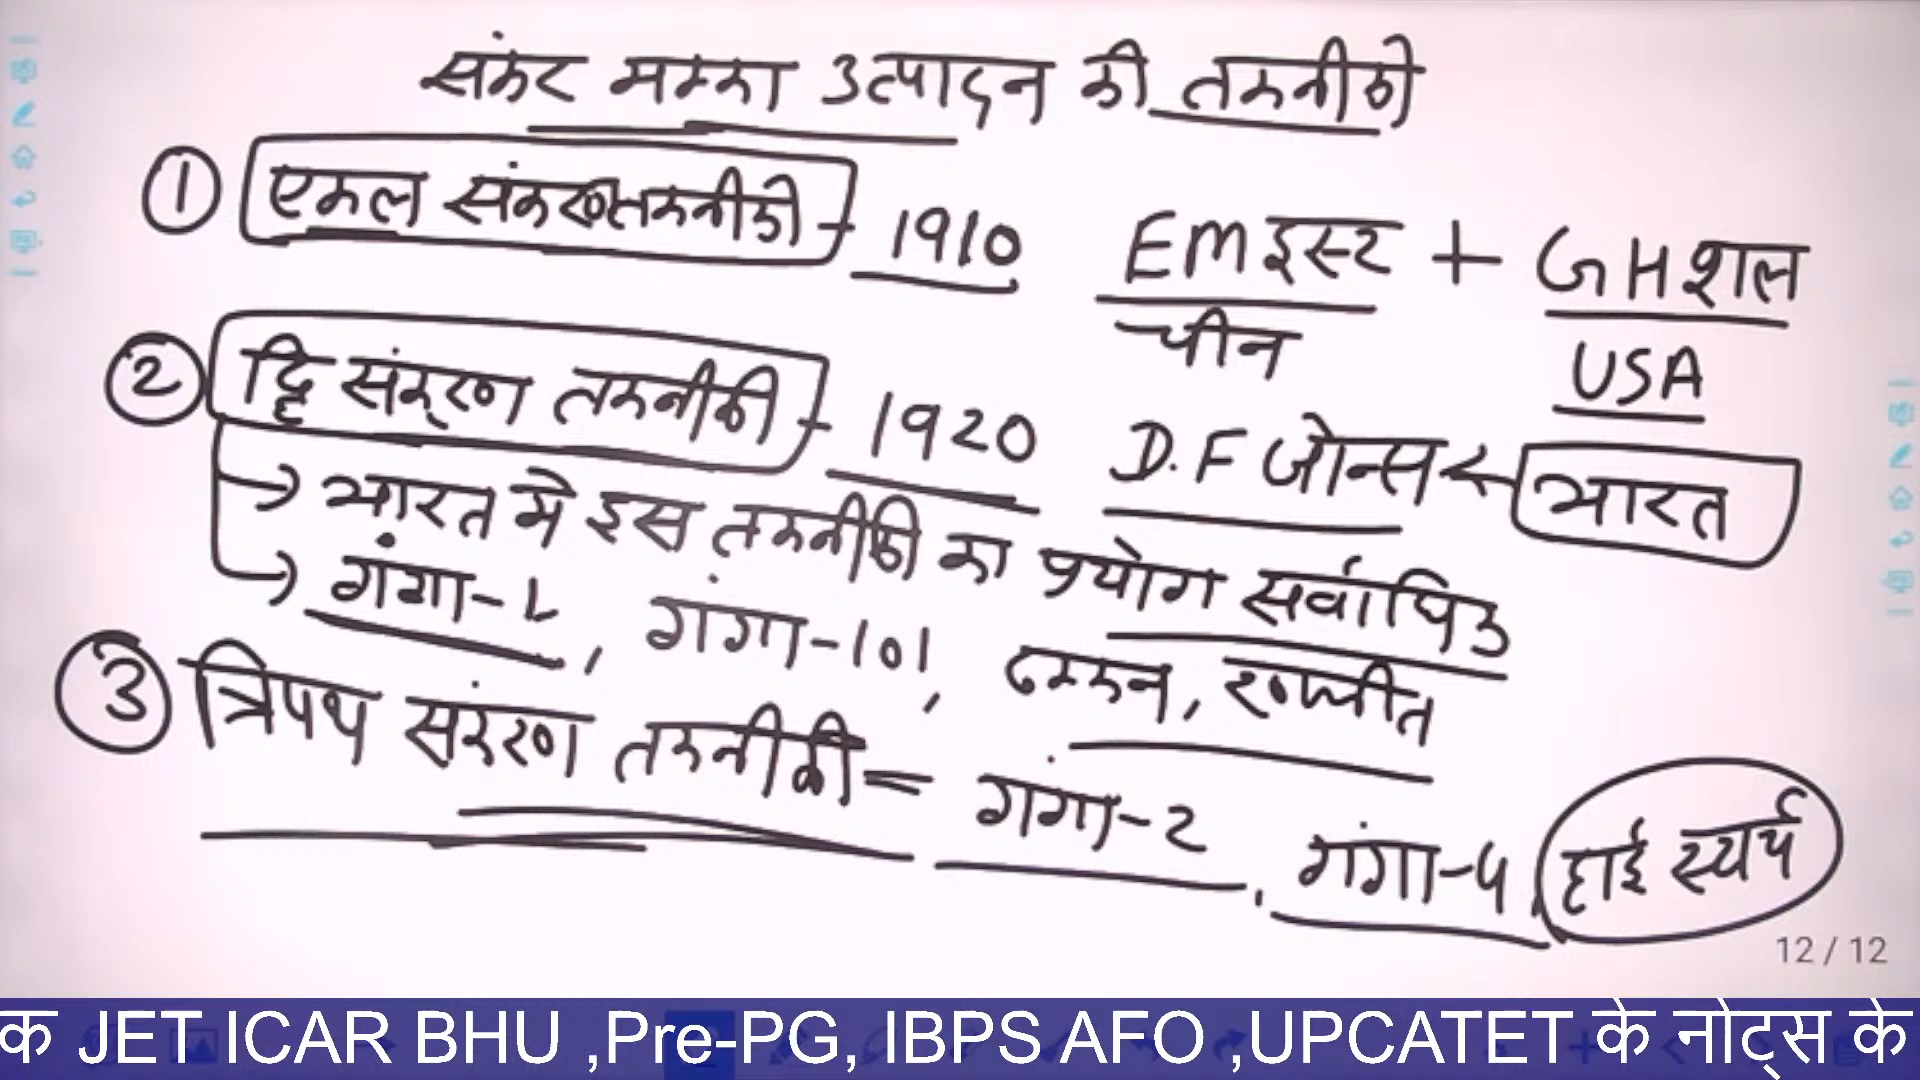 संकर मक्का उत्पादन की तकनीकी
① एकल संकरण तकनीकी - 1910 EM इस्ट + GH शल
चीन USA
② द्वि संकरण तकनीकी - 1920 D.F जोन्स ← भारत
→ भारत मे इस तकनीकी का प्रयोग सर्वाधिक
→ गंगा-1, गंगा-101, दक्कन, रणजीत
③ त्रिपथ संकरण तकनीकी = गंगा-2, गंगा-5, हाई स्टार्च
12 / 12
क JET ICAR BHU ,Pre-PG, IBPS AFO ,UPCATET के नोट्स के